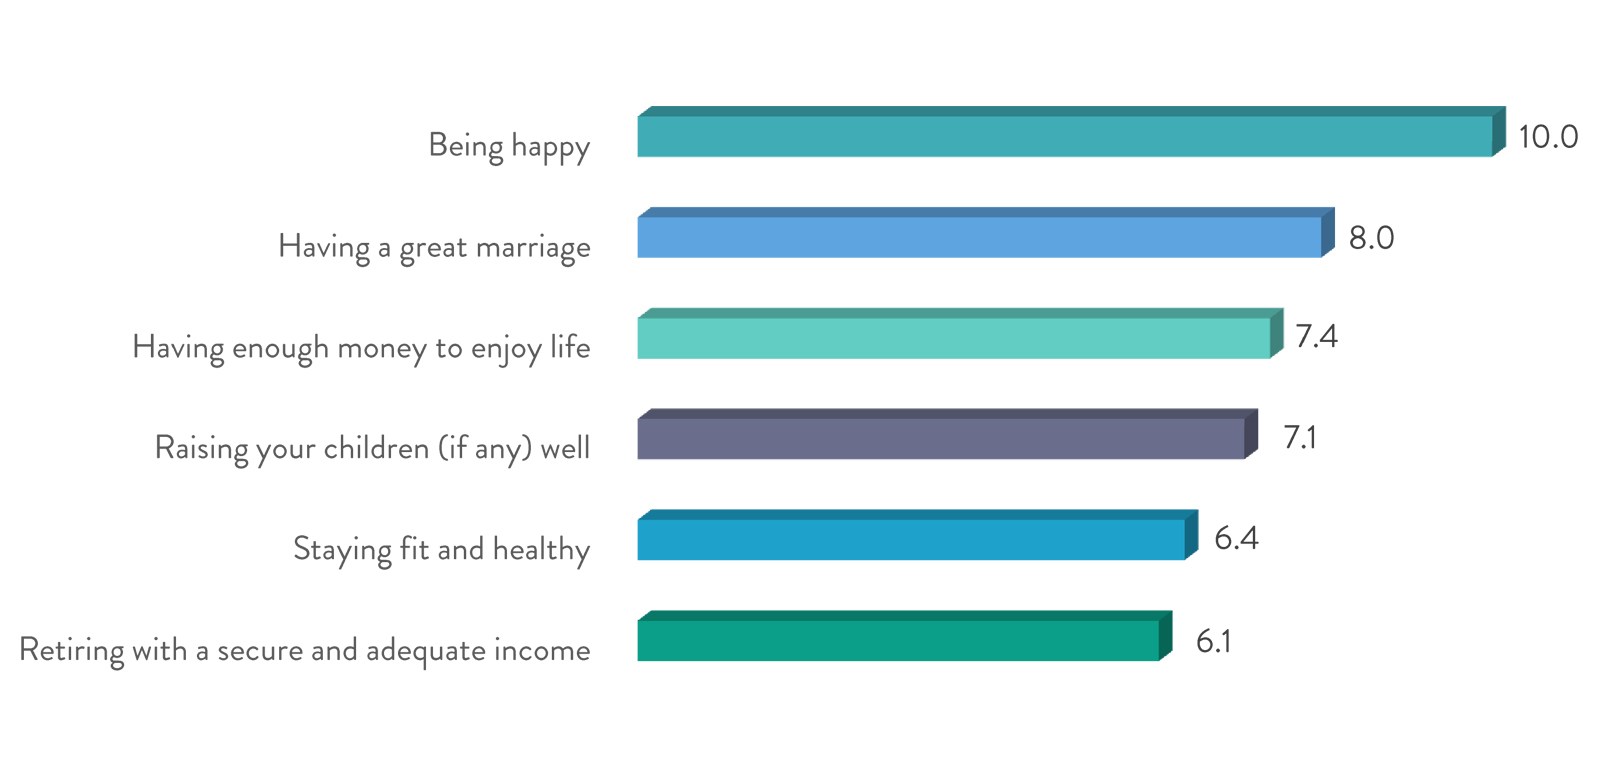 Being happy 10.0
Having a great marriage 8.0
Having enough money to enjoy life 7.4
Raising your children (if any) well 7.1
Staying fit and healthy 6.4
Retiring with a secure and adequate income 6.1